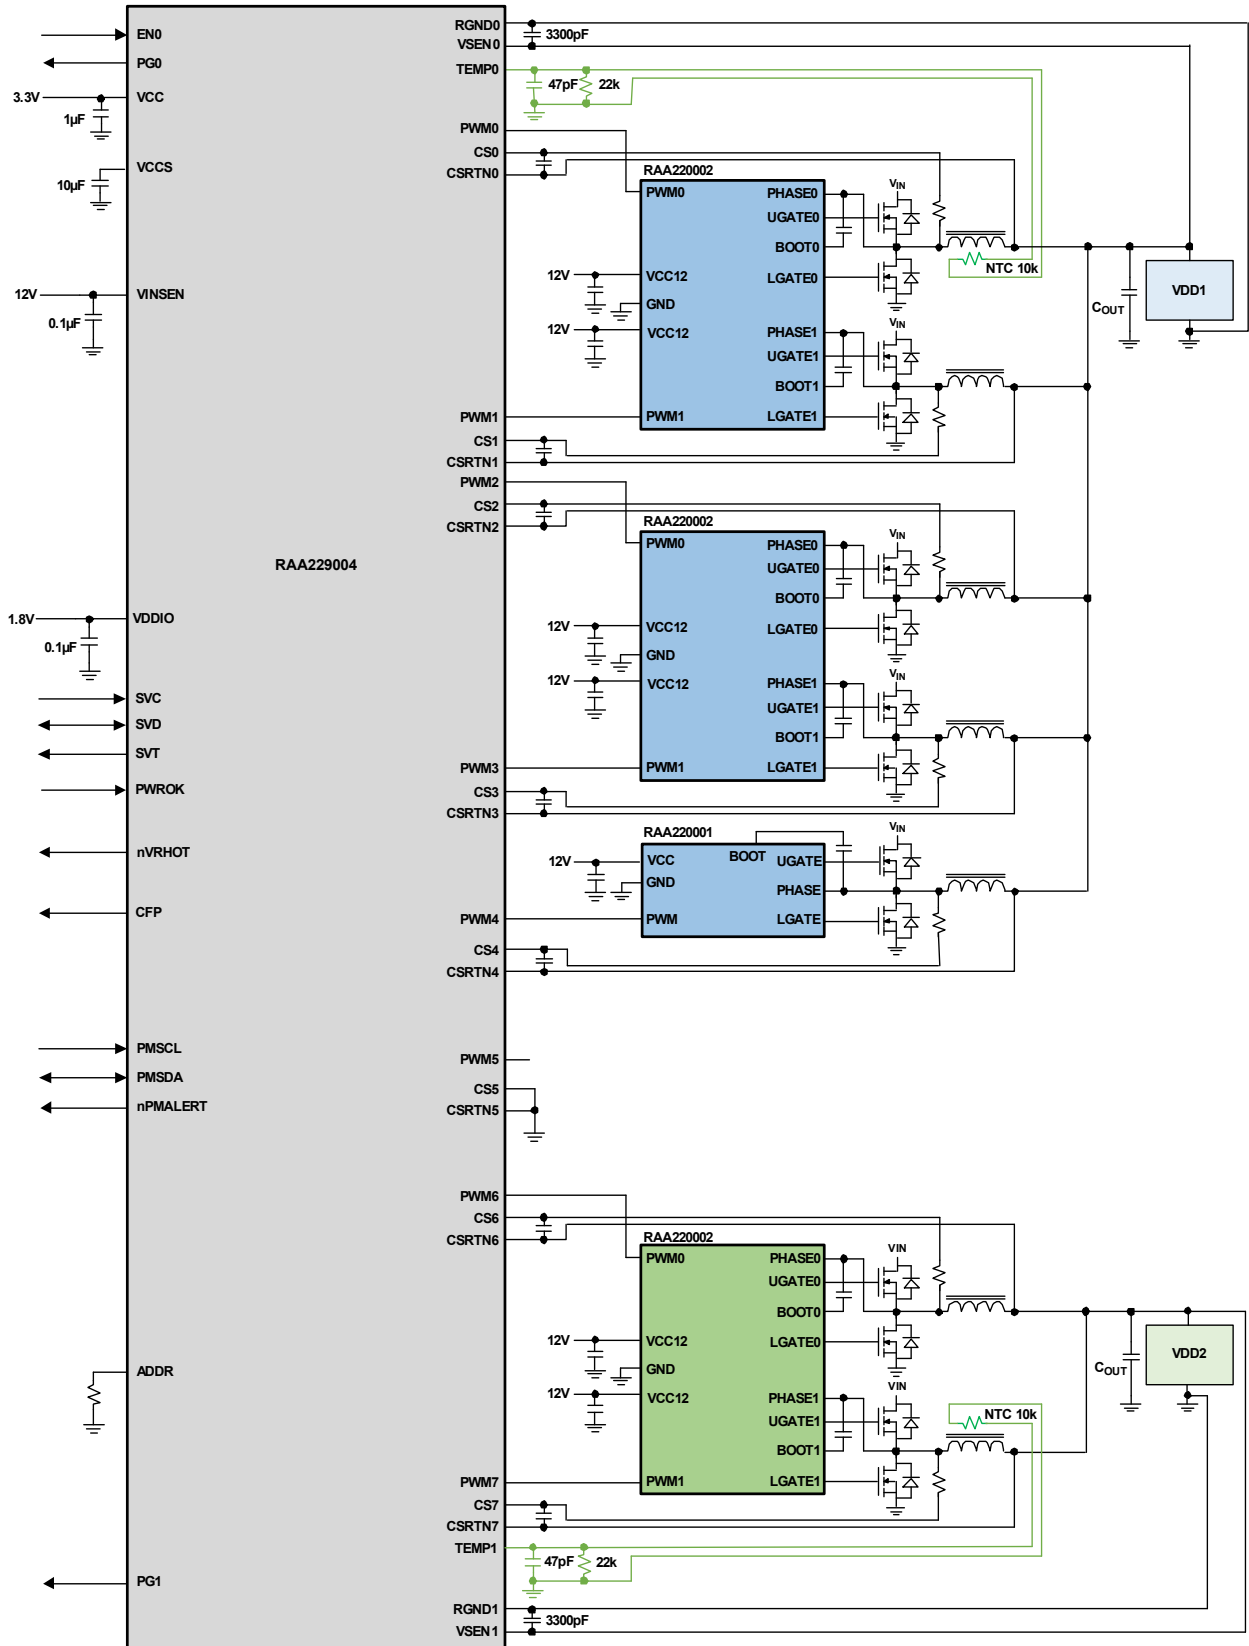 RGND0
3300pF
VSEN0
EN0
PG0
TEMP0
47pF
22k
3.3V
VCC
1µF
PWM0
CS0
CSRTN0
VCCS
10µF
RAA220002
PWM0
PHASE0
VIN
UGATE0
BOOT0
NTC 10k
12V
VCC12
LGATE0
GND
12V
VCC12
PHASE1
VIN
UGATE1
BOOT1
PWM1
PWM1
LGATE1
COUT
VDD1
12V
VINSEN
0.1µF
CS1
CSRTN1
PWM2
CS2
CSRTN2
RAA220002
PWM0
PHASE0
VIN
UGATE0
BOOT0
12V
VCC12
LGATE0
GND
12V
VCC12
PHASE1
VIN
UGATE1
BOOT1
PWM3
PWM1
LGATE1
RAA229004
1.8V
VDDIO
0.1µF
SVC
SVD
SVT
PWROK
CS3
CSRTN3
RAA220001
VIN
BOOT
12V
VCC
UGATE
GND
PHASE
PWM4
PWM
LGATE
nVRHOT
CFP
CS4
CSRTN4
PMSCL
PMSDA
nPMALERT
PWM5
CS5
CSRTN5
PWM6
CS6
CSRTN6
RAA220002
PWM0
PHASE0
VIN
UGATE0
BOOT0
12V
VCC12
LGATE0
GND
12V
VCC12
PHASE1
VIN
UGATE1
NTC 10k
BOOT1
PWM7
PWM1
LGATE1
COUT
VDD2
ADDR
CS7
CSRTN7
TEMP1
47pF
22k
PG1
RGND1
3300pF
VSEN1